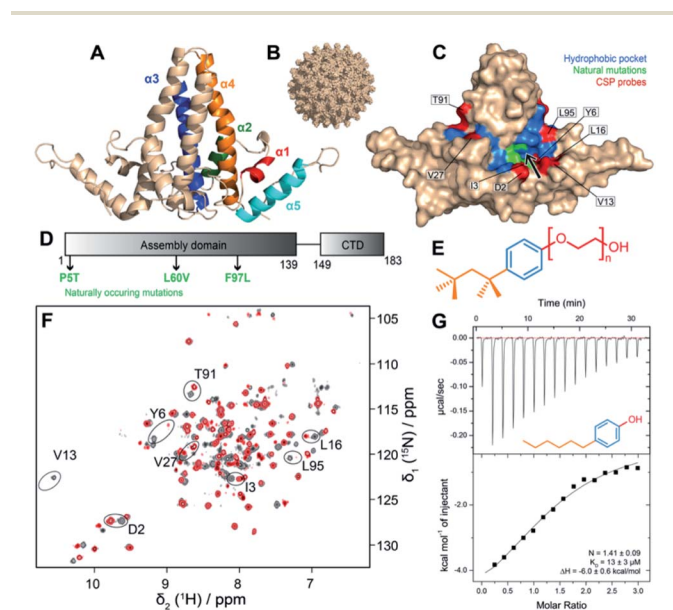 A
B
C
α3
α4
α2
α1
α5
Hydrophobic pocket
Natural mutations
CSP probes
T91
L95
Y6
L16
V27
I3
D2
V13
D
Assembly domain
CTD
1
139
149
183
P5T
L60V
F97L
Naturally occuring mutations
E
O
OH
n
F
T91
Y6
V13
V27
L16
L95
I3
D2
105
110
115
120
125
130
δ1 (15N) / ppm
10
9
8
7
δ2 (1H) / ppm
G
Time (min)
0
10
20
30
0.00
-0.05
-0.10
-0.15
-0.20
µcal/sec
OH
-2.0
-4.0
kcal mol-1 of injectant
N = 1.41 ± 0.09
KD = 13 ± 3 µM
ΔH = -6.0 ± 0.6 kcal/mol
0.0
0.5
1.0
1.5
2.0
2.5
3.0
Molar Ratio